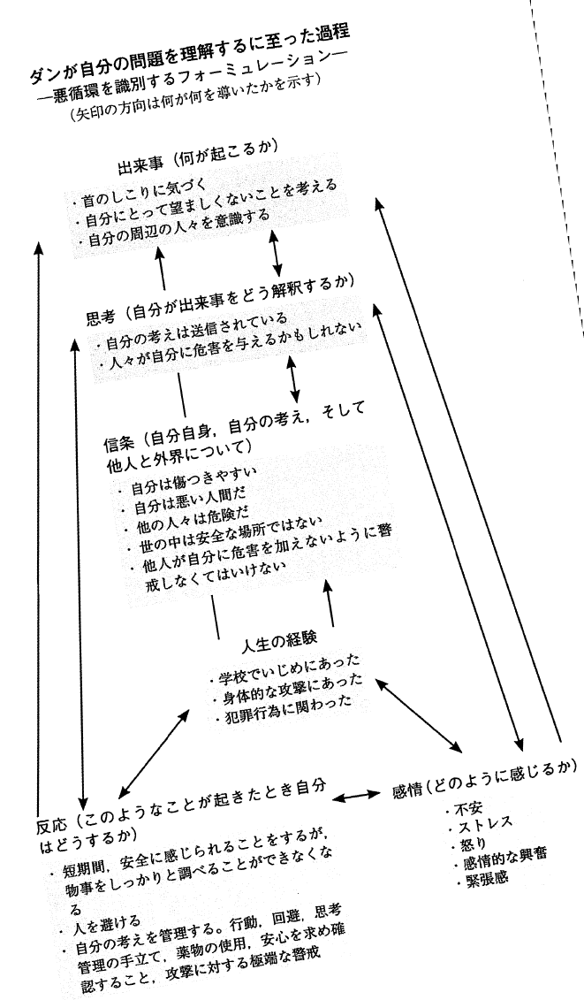 ダンが自分の問題を理解するに至った過程
―悪循環を識別するフォーミュレーション―
（矢印の方向は何が何を導いたかを示す）
出来事（何が起こるか）
・首のしこりに気づく
・自分にとって望ましくないことを考える
・自分の周辺の人々を意識する
思考（自分が出来事をどう解釈するか）
・自分の考えは送信されている
・人々が自分に危害を与えるかもしれない
信条（自分自身，自分の考え，そして
他人と外界について）
・自分は傷つきやすい
・自分は悪い人間だ
・他の人々は危険だ
・世の中は安全な場所ではない
・他人が自分に危害を加えないように警
戒しなくてはいけない
人生の経験
・学校でいじめにあった
・身体的な攻撃にあった
・犯罪行為に関わった
反応（このようなことが起きたとき自分
はどうするか）
・短期間，安全に感じられることをするが，
物事をしっかりと調べることができなくな
る
・人を避ける
・自分の考えを管理する。行動，回避，思考
管理の手立て，薬物の使用，安心を求め確
認すること，攻撃に対する極端な警戒
感情（どのように感じるか）
・不安
・ストレス
・怒り
・感情的な興奮
・緊張感